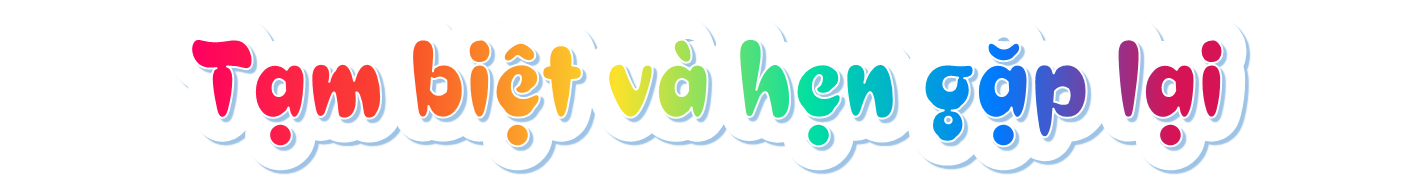 Tạm biệt và hẹn gặp lại